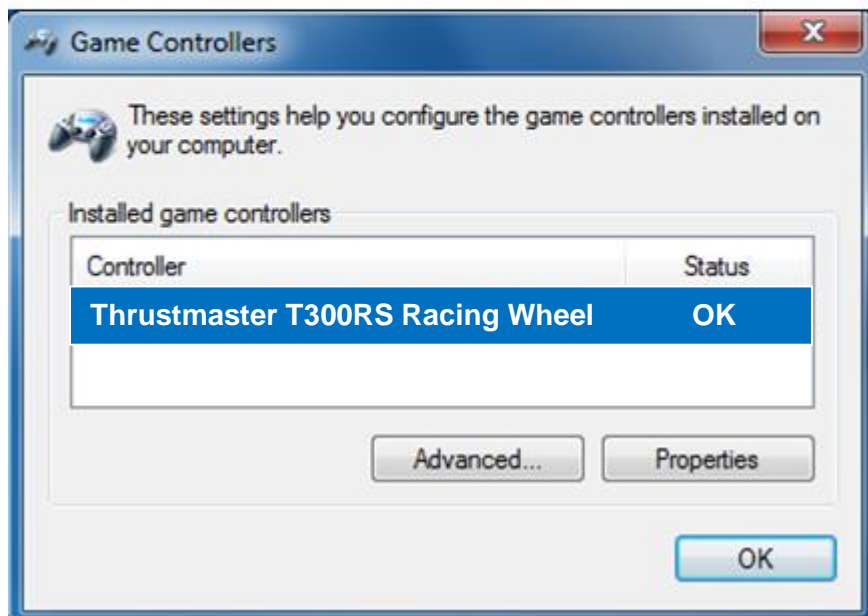 Game Controllers
These settings help you configure the game controllers installed on
your computer.
Installed game controllers
Controller Status
Thrustmaster T300RS Racing Wheel OK
Advanced... Properties
OK